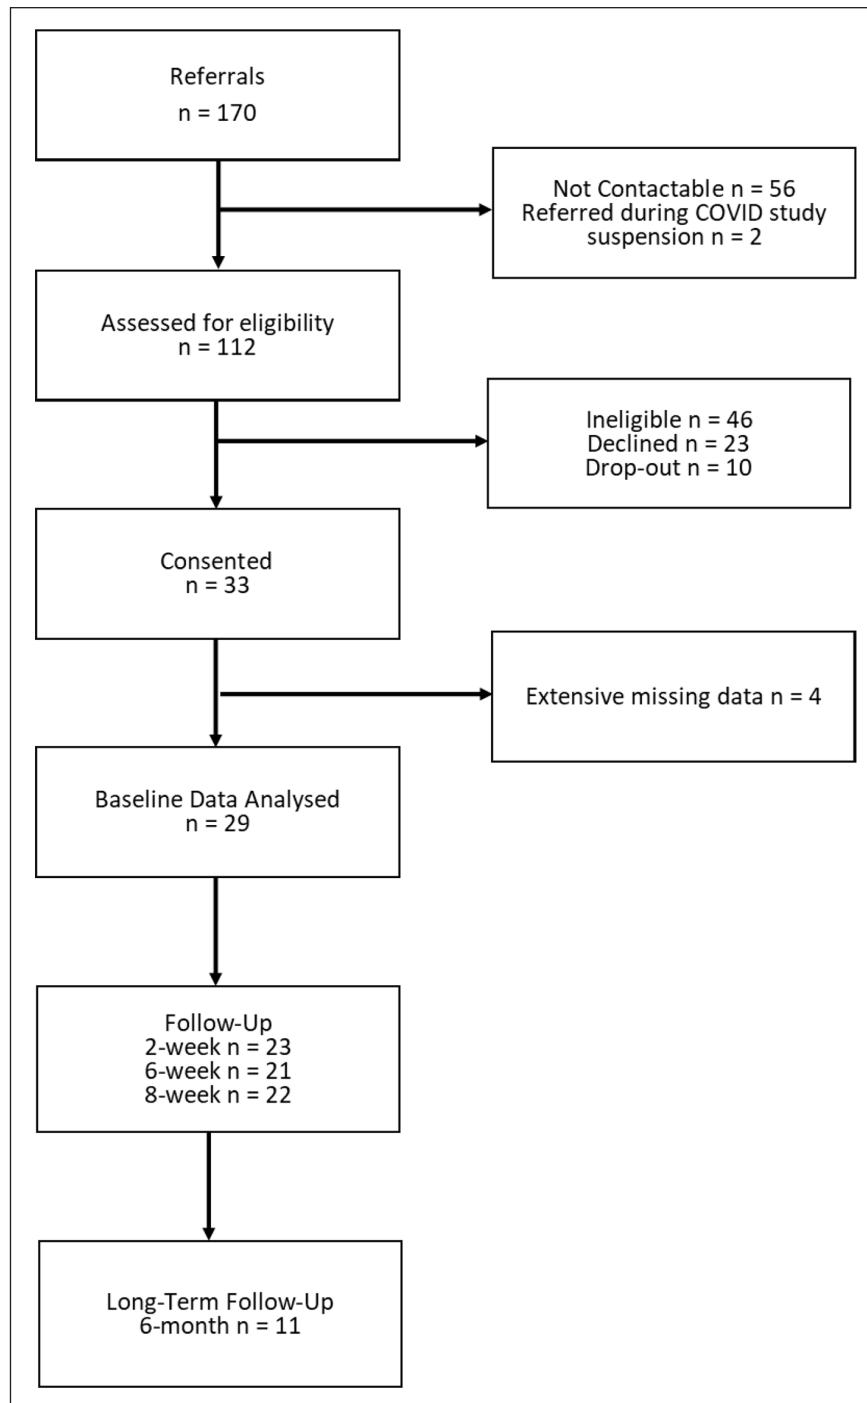 Referrals
n = 170
Not Contactable n = 56
Referred during COVID study
suspension n = 2
Assessed for eligibility
n = 112
Ineligible n = 46
Declined n = 23
Drop-out n = 10
Consented
n = 33
Extensive missing data n = 4
Baseline Data Analysed
n = 29
Follow-Up
2-week n = 23
6-week n = 21
8-week n = 22
Long-Term Follow-Up
6-month n = 11